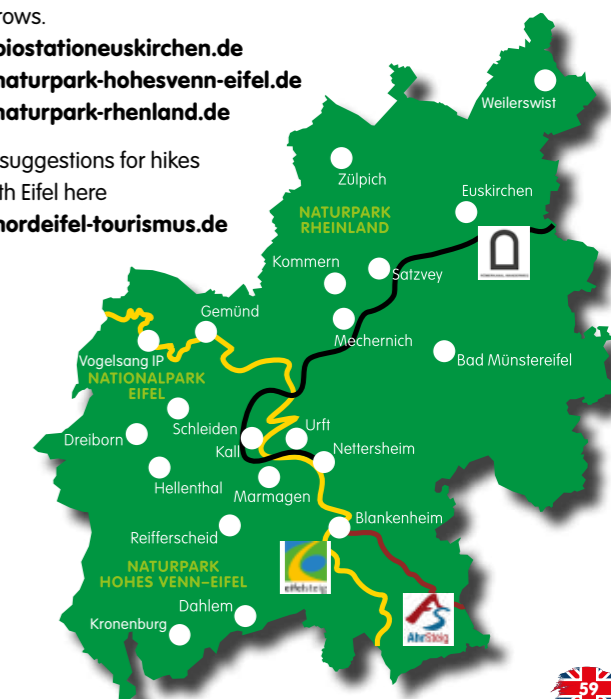 rows.
biostationeuskirchen.de
naturpark-hohesvenn-eifel.de
naturpark-rhenland.de
suggestions for hikes
th Eifel here
nordeifel-tourismus.de
Weilerswist
Zülpich
Euskirchen
NATURPARK
RHEINLAND
Kommern
Satzvey
Gemünd
Mechernich
Vogelsang IP
Bad Münstereifel
NATIONALPARK
EIFEL
Schleiden
Urft
Dreiborn
Kall
Nettersheim
Hellenthal
Marmagen
Blankenheim
Reifferscheid
eifelsteig
NATURPARK
HOHES VENN–EIFEL
Dahlem
AhrSteig
Kronenburg
59